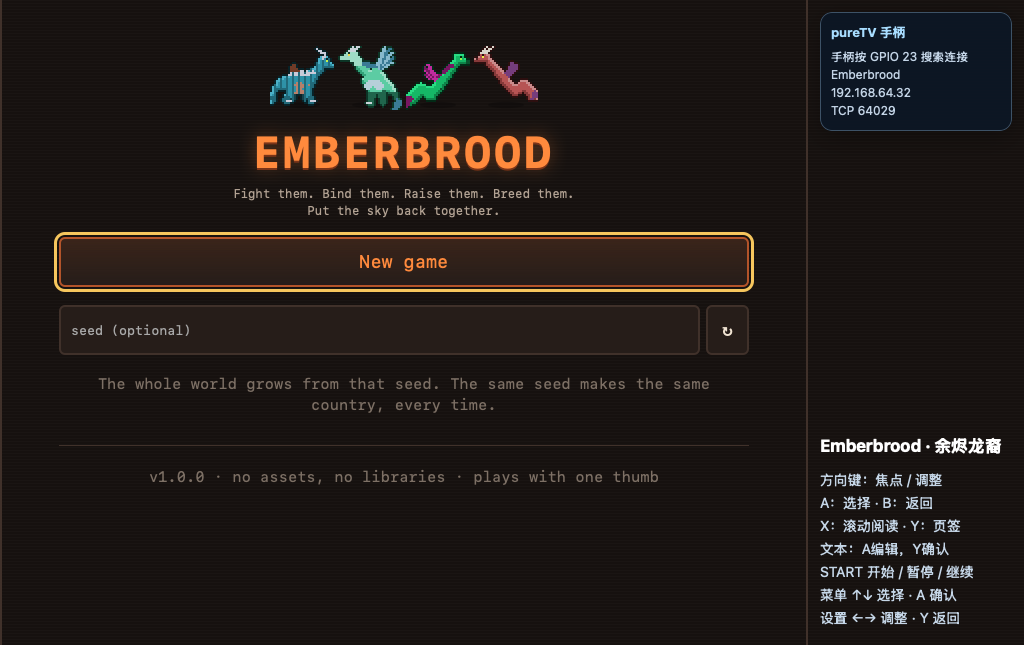 EMBERBROOD
Fight them. Bind them. Raise them. Breed them.
Put the sky back together.
New game
seed (optional)
↻
The whole world grows from that seed. The same seed makes the same
country, every time.
v1.0.0 · no assets, no libraries · plays with one thumb
pureTV 手柄
手柄按 GPIO 23 搜索连接
Emberbrood
192.168.64.32
TCP 64029
Emberbrood · 余烬龙裔
方向键：焦点 / 调整
A：选择 · B：返回
X：滚动阅读 · Y：页签
文本：A编辑，Y确认
START 开始 / 暂停 / 继续
菜单 ↑↓ 选择 · A 确认
设置 ←→ 调整 · Y 返回